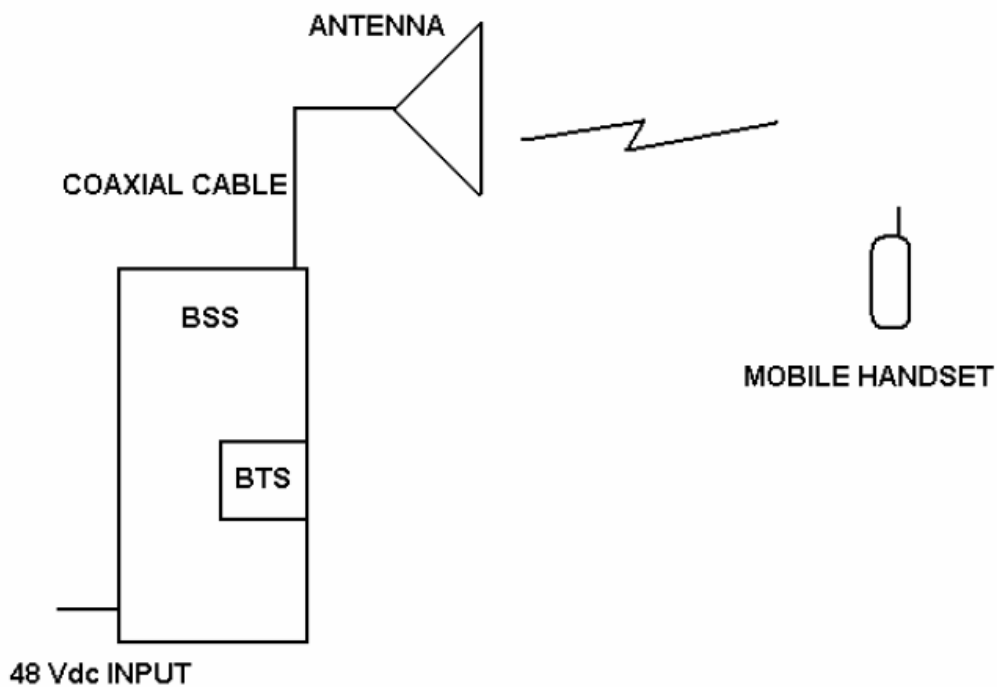 ANTENNA
COAXIAL CABLE
BSS
MOBILE HANDSET
BTS
48 Vdc INPUT